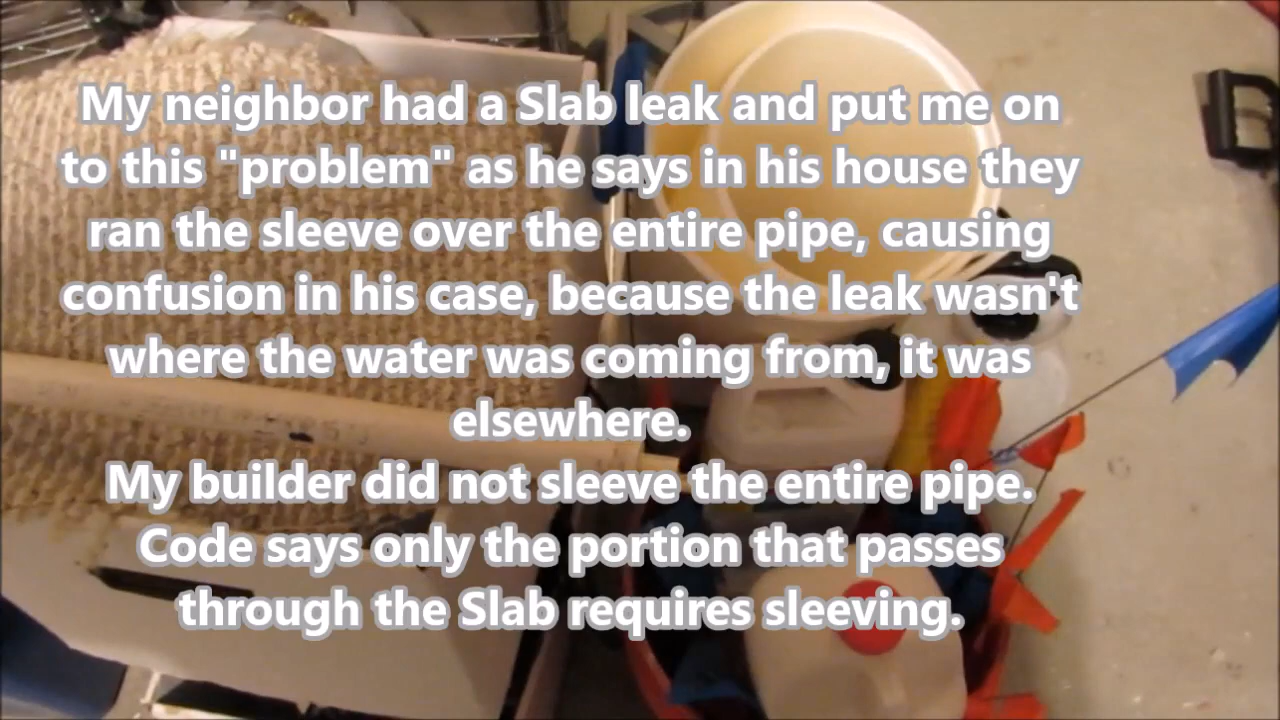 My neighbor had a Slab leak and put me on
to this "problem" as he says in his house they
ran the sleeve over the entire pipe, causing
confusion in his case, because the leak wasn't
where the water was coming from, it was
elsewhere.
My builder did not sleeve the entire pipe.
Code says only the portion that passes
through the Slab requires sleeving.